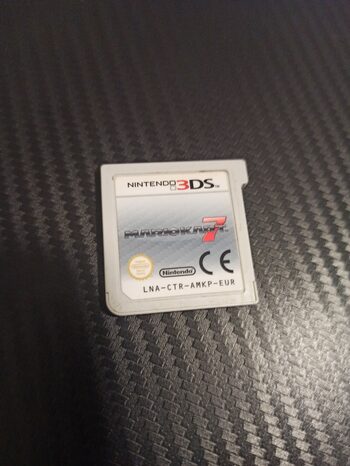 NINTENDO 3DS
MARIOKART 7
Nintendo CE
LNA-CTR-AMKP-EUR